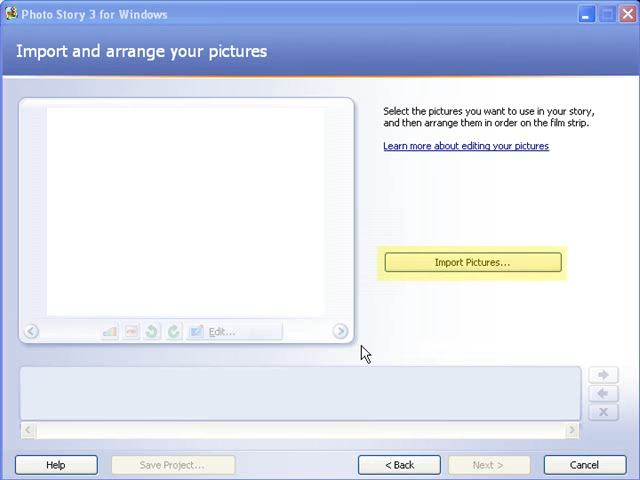 Photo Story 3 for Windows
Import and arrange your pictures
Select the pictures you want to use in your story,
and then arrange them in order on the film strip.
Learn more about editing your pictures
Import Pictures...
Edit...
Help
Save Project...
< Back
Next >
Cancel